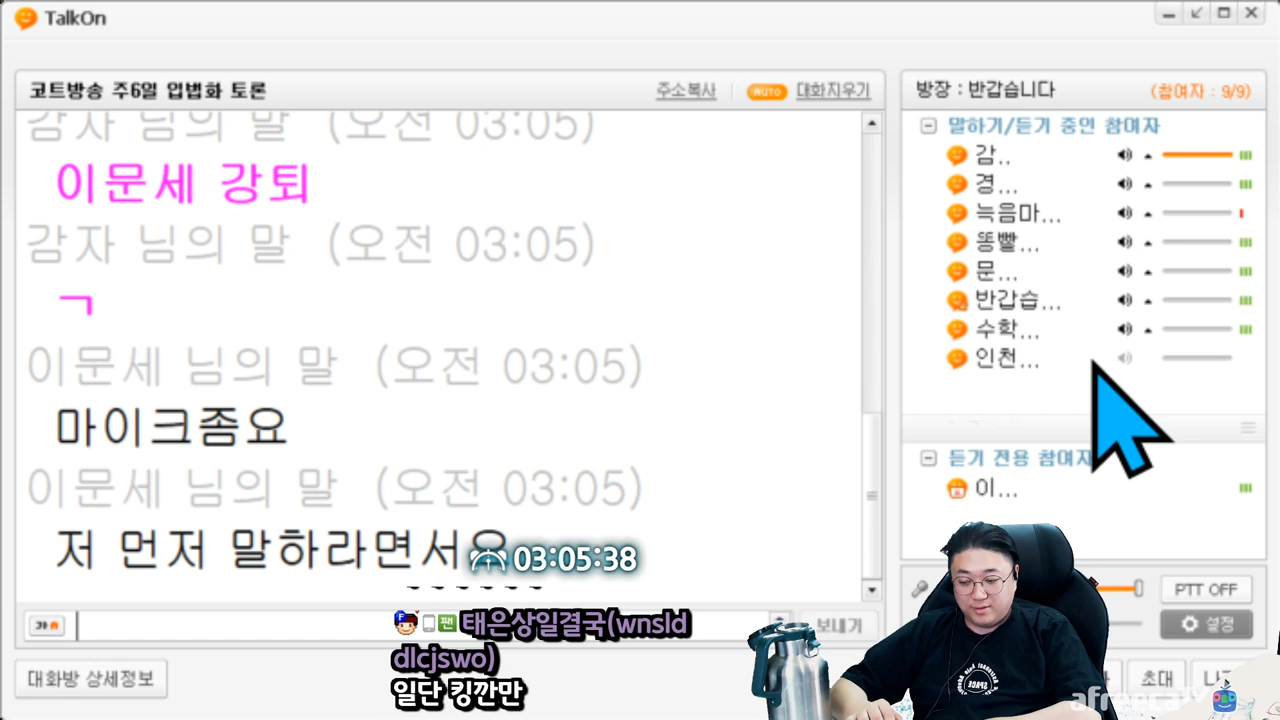 TalkOn
코트방송 주6일 입법화 토론
주소복사
AUTO
대화지우기
감자 님의 말 (오전 03:05)
이문세 강퇴
감자 님의 말 (오전 03:05)
ㄱ
이문세 님의 말 (오전 03:05)
마이크좀요
이문세 님의 말 (오전 03:05)
저 먼저 말하라면서요
03:05:38
가
보내기
태은상일결국(wnsld
dlcjswo)
일단 킹깐만
대화방 상세정보
방장 : 반갑습니다
(참여자 : 9/9)
말하기/듣기 중인 참여자
감..
경...
늑음마...
똥빨...
문...
반갑습...
수학...
인천...
듣기 전용 참여자
이...
PTT OFF
설정
초대
SPACE
afreecaTV